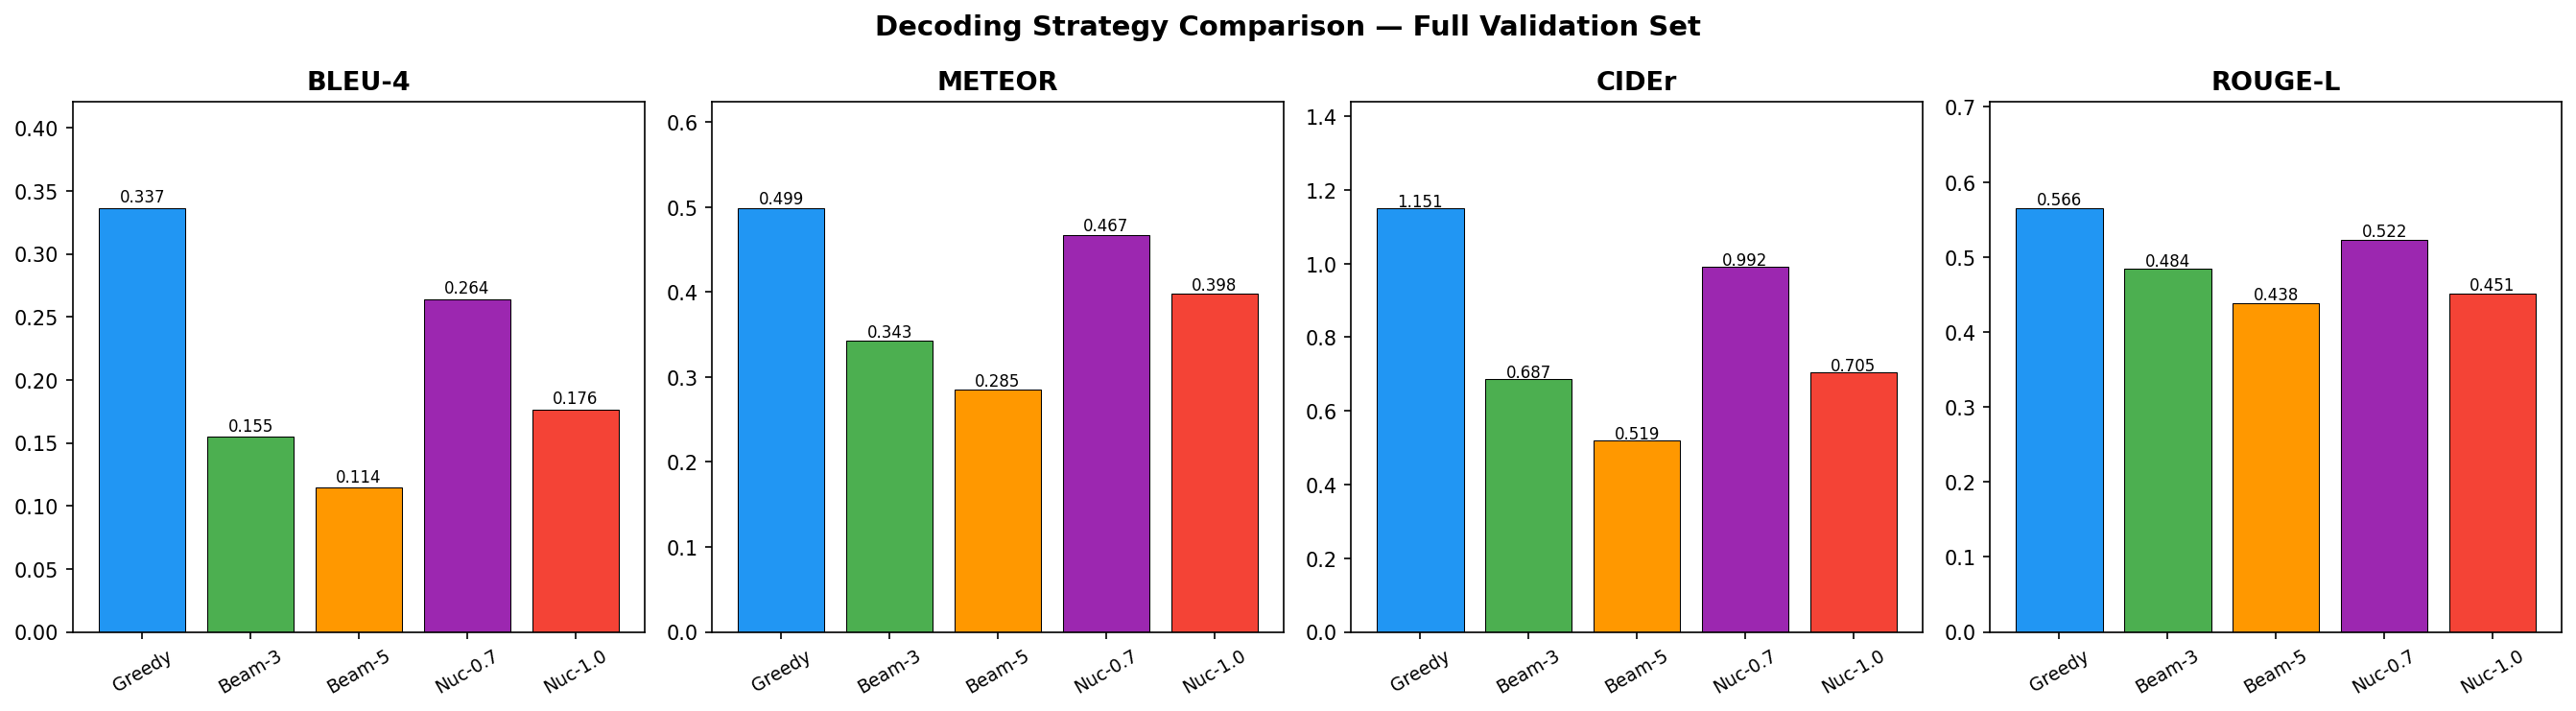 Decoding Strategy Comparison — Full Validation Set
BLEU-4
0.40
0.35
0.30
0.25
0.20
0.15
0.10
0.05
0.00
0.337
0.155
0.114
0.264
0.176
Greedy
Beam-3
Beam-5
Nuc-0.7
Nuc-1.0
METEOR
0.6
0.5
0.4
0.3
0.2
0.1
0.0
0.499
0.343
0.285
0.467
0.398
Greedy
Beam-3
Beam-5
Nuc-0.7
Nuc-1.0
CIDEr
1.4
1.2
1.0
0.8
0.6
0.4
0.2
0.0
1.151
0.687
0.519
0.992
0.705
Greedy
Beam-3
Beam-5
Nuc-0.7
Nuc-1.0
ROUGE-L
0.7
0.6
0.5
0.4
0.3
0.2
0.1
0.0
0.566
0.484
0.438
0.522
0.451
Greedy
Beam-3
Beam-5
Nuc-0.7
Nuc-1.0